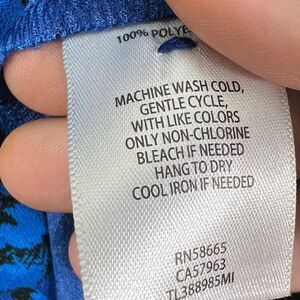 100% POLYE
MACHINE WASH COLD,
GENTLE CYCLE,
WITH LIKE COLORS
ONLY NON-CHLORINE
BLEACH IF NEEDED
HANG TO DRY
COOL IRON IF NEEDED
RN58665
CA57963
TL388985MI